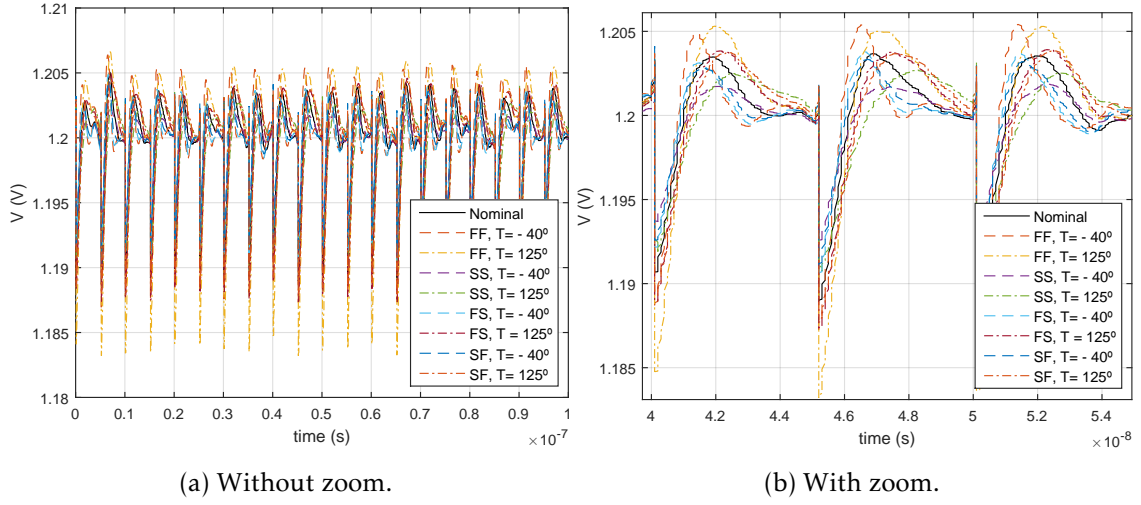 1.21
1.205
1.2
1.195
1.19
1.185
1.18
V (V)
0 0.1 0.2 0.3 0.4 0.5 0.6 0.7 0.8 0.9 1
time (s)
×10⁻⁷
Nominal
FF, T= - 40º
FF, T= 125º
SS, T= - 40º
SS, T= 125º
FS, T= - 40º
FS, T = 125º
SF, T= - 40º
SF, T= 125º
(a) Without zoom.
1.205
1.2
1.195
1.19
1.185
V (V)
4 4.2 4.4 4.6 4.8 5 5.2 5.4
time (s)
×10⁻⁸
Nominal
FF, T= - 40º
FF, T= 125º
SS, T= - 40º
SS, T= 125º
FS, T= - 40º
FS, T= 125º
SF, T= - 40º
SF, T= 125º
(b) With zoom.